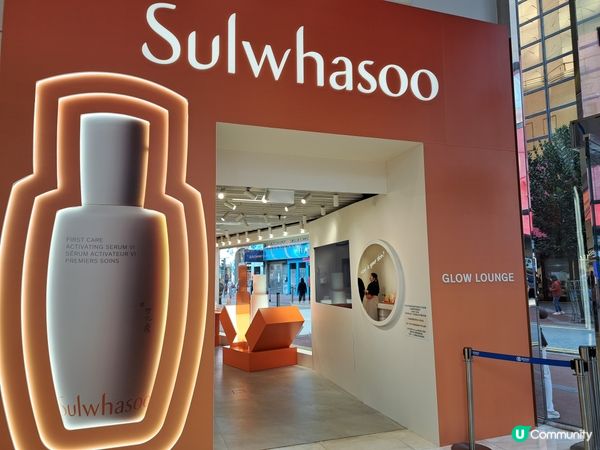 Sulwhasoo
FIRST CARE
ACTIVATING SERUM VI
SÉRUM ACTIVATEUR VI
PREMIERS SOINS
Sulwhasoo
GLOW LOUNGE
U Community